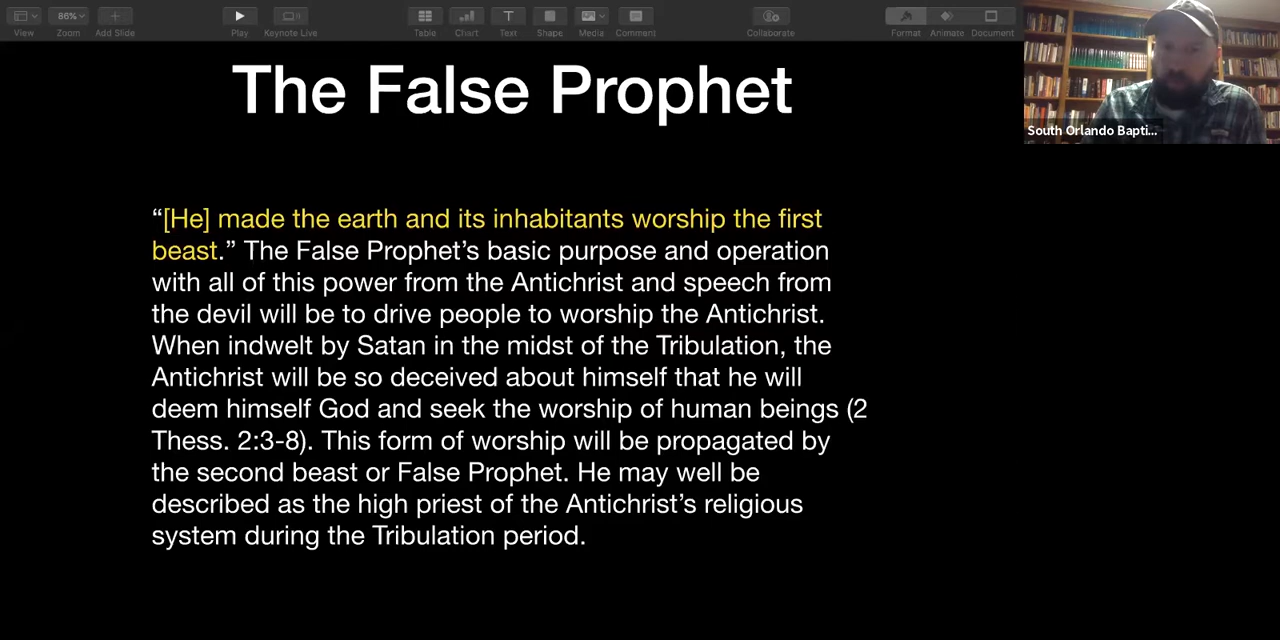 86%
View
Zoom
Add Slide
Play
Keynote Live
Table
Chart
Text
Shape
Media
Comment
Collaborate
Format
Animate
Document
The False Prophet
South Orlando Bapti...
“[He] made the earth and its inhabitants worship the first
beast.” The False Prophet’s basic purpose and operation
with all of this power from the Antichrist and speech from
the devil will be to drive people to worship the Antichrist.
When indwelt by Satan in the midst of the Tribulation, the
Antichrist will be so deceived about himself that he will
deem himself God and seek the worship of human beings (2
Thess. 2:3-8). This form of worship will be propagated by
the second beast or False Prophet. He may well be
described as the high priest of the Antichrist’s religious
system during the Tribulation period.